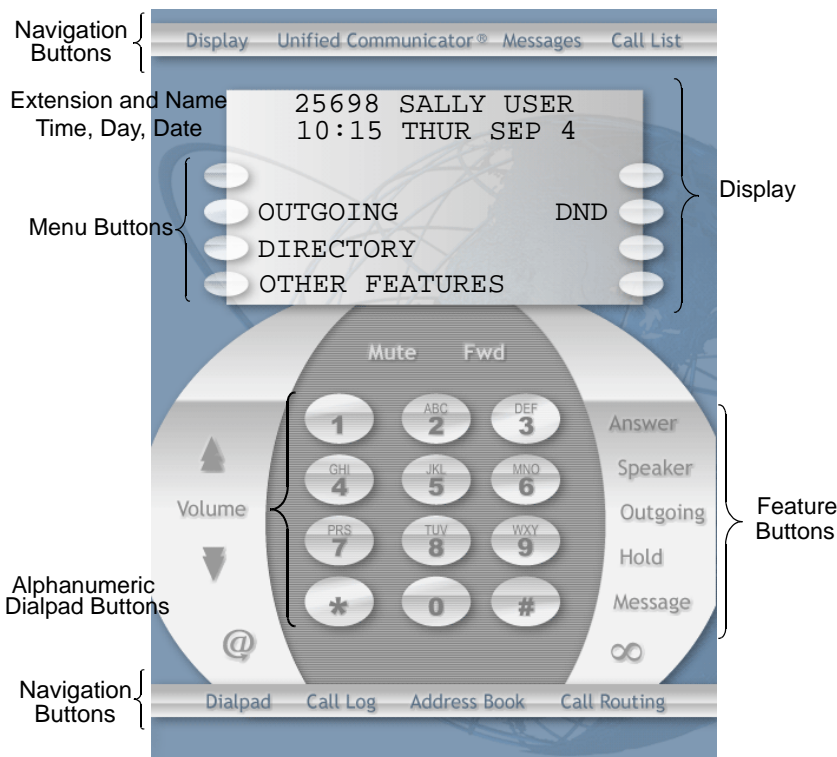 Navigation Buttons
Display Unified Communicator® Messages Call List
Extension and Name
Time, Day, Date
25698 SALLY USER
10:15 THUR SEP 4
Display
Menu Buttons
OUTGOING DND
DIRECTORY
OTHER FEATURES
Mute Fwd
1 ABC 2 DEF 3
GHI 4 JKL 5 MNO 6
PRS 7 TUV 8 WXY 9
* 0 #
Volume
Alphanumeric
Dialpad Buttons
@
Answer
Speaker
Outgoing
Hold
Message
∞
Feature
Buttons
Navigation
Buttons
Dialpad Call Log Address Book Call Routing